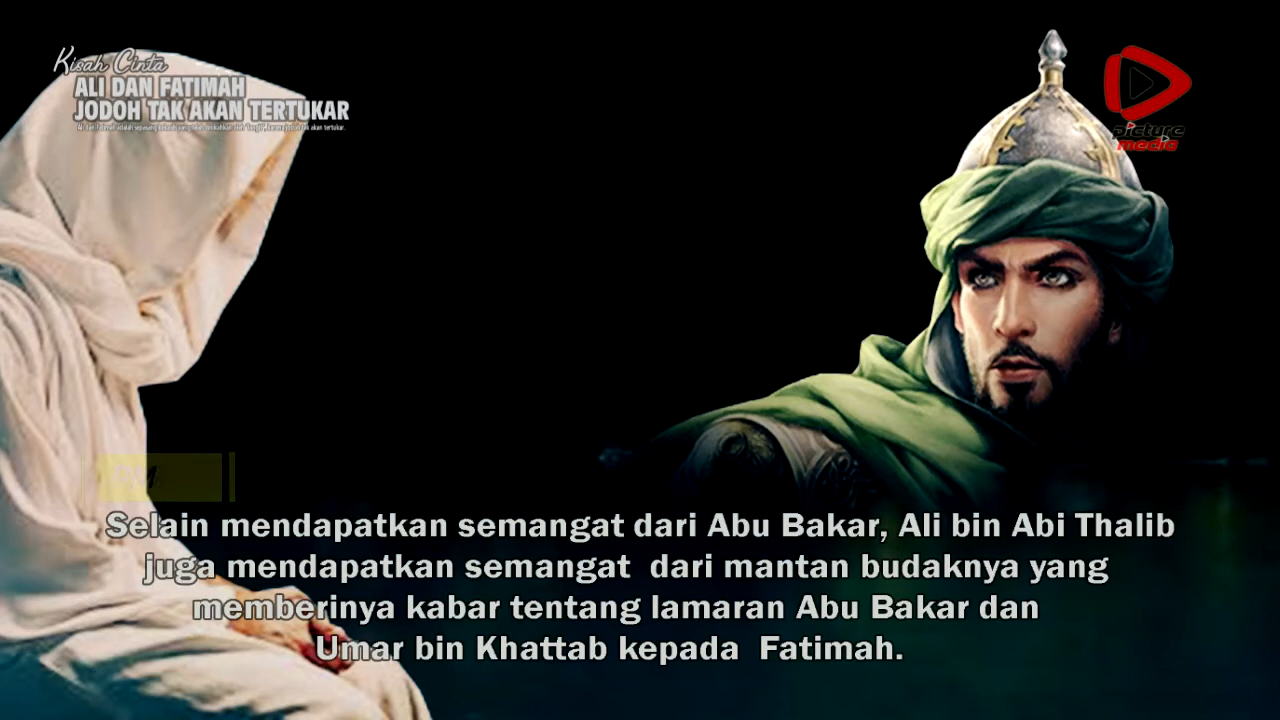 Kisah Cinta
ALI DAN FATIMAH
JODOH TAK AKAN TERTUKAR
picture
media
Selain mendapatkan semangat dari Abu Bakar, Ali bin Abi Thalib
juga mendapatkan semangat dari mantan budaknya yang
memberinya kabar tentang lamaran Abu Bakar dan
Umar bin Khattab kepada Fatimah.